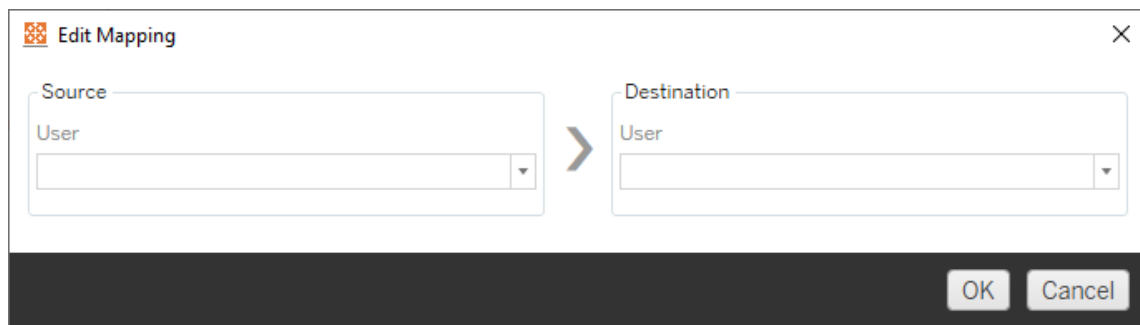 Edit Mapping
Source
Destination
User
User
OK
Cancel